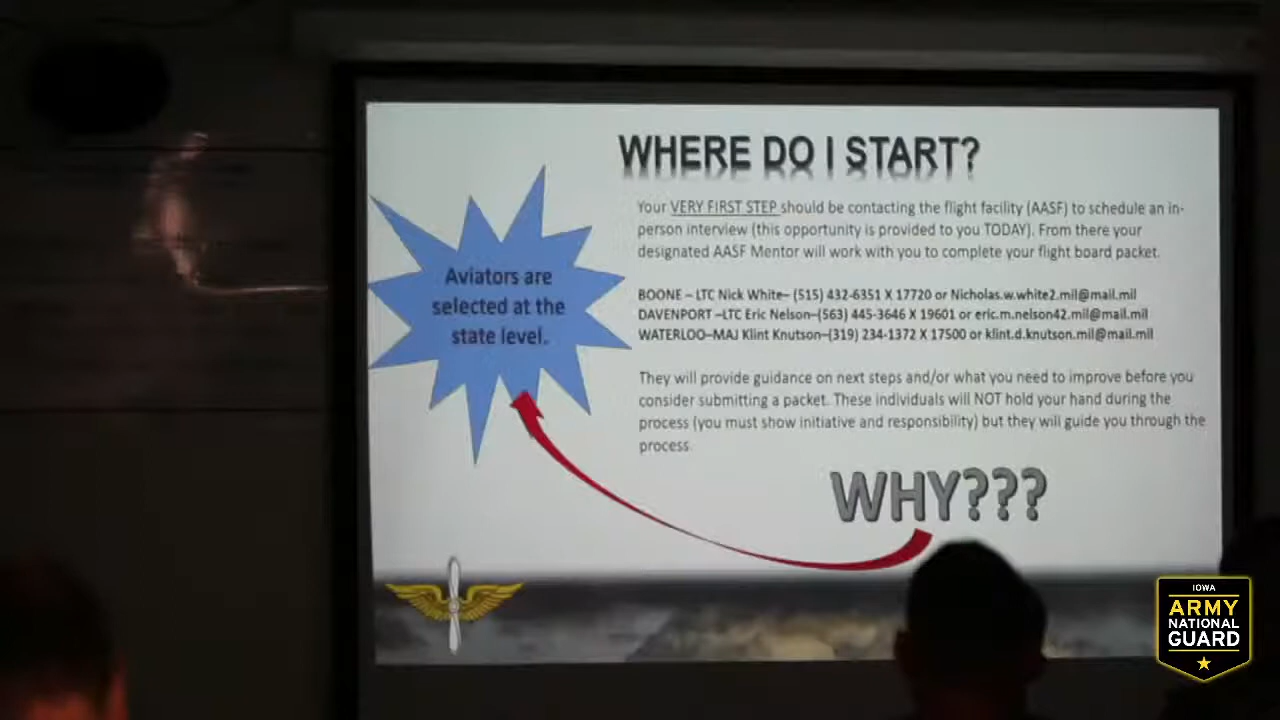 WHERE DO I START?
Your VERY FIRST STEP should be contacting the flight facility (AASF) to schedule an in-
person interview (this opportunity is provided to you TODAY). From there your
designated AASF Mentor will work with you to complete your flight board packet.
Aviators are
selected at the
state level.
BOONE – LTC Nick White– (515) 432-6351 X 17720 or Nicholas.w.white2.mil@mail.mil
DAVENPORT –LTC Eric Nelson–(563) 445-3646 X 19601 or eric.m.nelson42.mil@mail.mil
WATERLOO–MAJ Klint Knutson–(319) 234-1372 X 17500 or klint.d.knutson.mil@mail.mil
They will provide guidance on next steps and/or what you need to improve before you
consider submitting a packet. These individuals will NOT hold your hand during the
process (you must show initiative and responsibility) but they will guide you through the
process.
WHY???
IOWA
ARMY
NATIONAL
GUARD